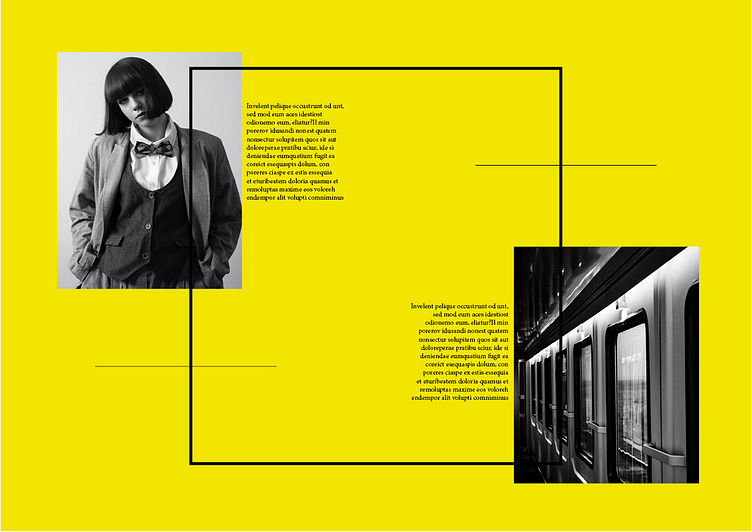 Invelent pelique occustrunt od unt,
sed mod eum aces idestiost
odionemo eum, eliatur?Il min
porerov idusandi nonest quatem
nonsectur solupitem quos sit aut
doloreperae pratibu sciur, ide si
deniendae eumquatium fugit ea
coreict esequaspis dolum, con
poreres ciaspe ex estis essequia
et eturibeatem doloria quamus et
remoluptas maxime eos voloreh
endempor alit volupti comniminus
Invelent pelique occustrunt od unt,
sed mod eum aces idestiost
odionemo eum, eliatur?Il min
porerov idusandi nonest quatem
nonsectur solupitem quos sit aut
doloreperae pratibu sciur, ide si
deniendae eumquatium fugit ea
coreict esequaspis dolum, con
poreres ciaspe ex estis essequia
et eturibeatem doloria quamus et
remoluptas maxime eos voloreh
endempor alit volupti comniminus